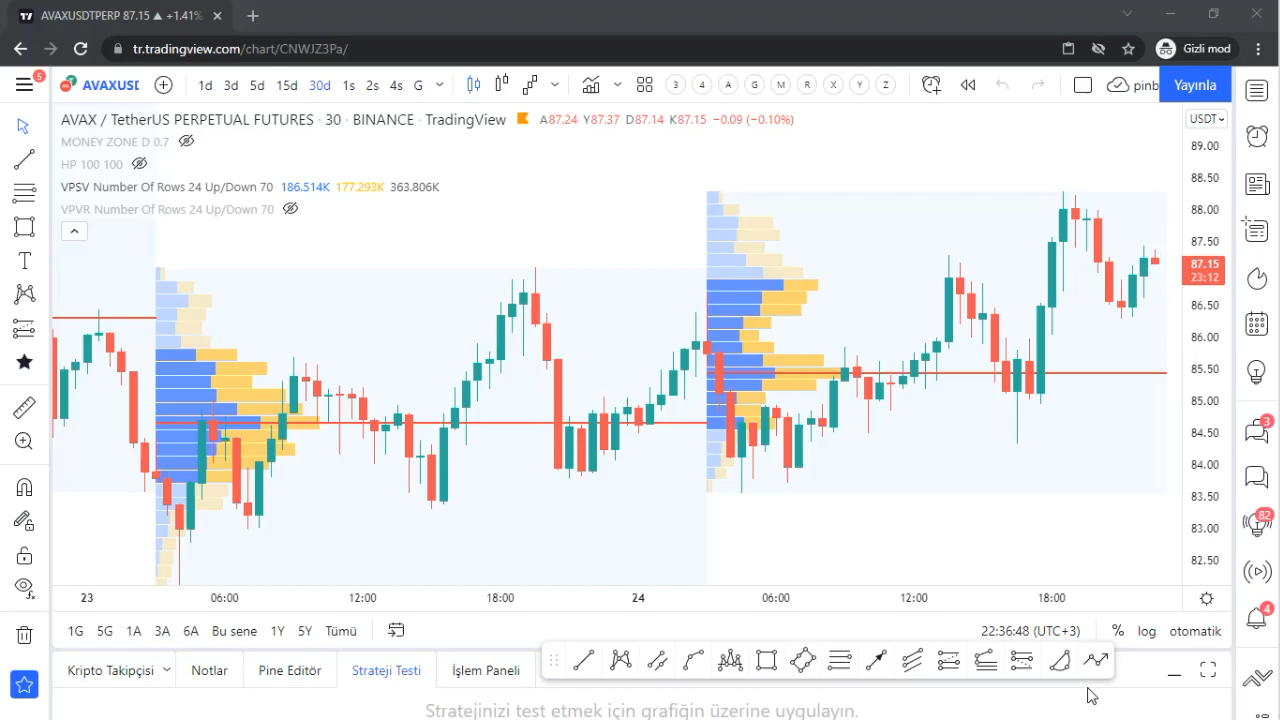 AVAXUSDTPERP 87.15 ▲ +1.41%
tr.tradingview.com/chart/CNWJZ3Pa/
Gizli mod
5
AVAXUSI
1d 3d 5d 15d 30d 1s 2s 4s G
3 4 A G M R X Y Z
pinb
Yayınla
AVAX / TetherUS PERPETUAL FUTURES · 30 · BINANCE · TradingView
A87.24 Y87.37 D87.14 K87.15 −0.09 (−0.10%)
USDT
MONEY ZONE D 0.7
HP 100 100
VPSV Number Of Rows 24 Up/Down 70 186.514K 177.293K 363.806K
VPVR Number Of Rows 24 Up/Down 70
89.00
88.50
88.00
87.50
87.15
23:12
86.50
86.00
85.50
85.00
84.50
84.00
83.50
83.00
82.50
3
82
4
23 06:00 12:00 18:00 24 06:00 12:00 18:00
1G 5G 1A 3A 6A Bu sene 1Y 5Y Tümü
22:36:48 (UTC+3) % log otomatik
Kripto Takipçisi Notlar Pine Editör Strateji Testi İşlem Paneli
Stratejinizi test etmek için grafiğin üzerine uygulayın.